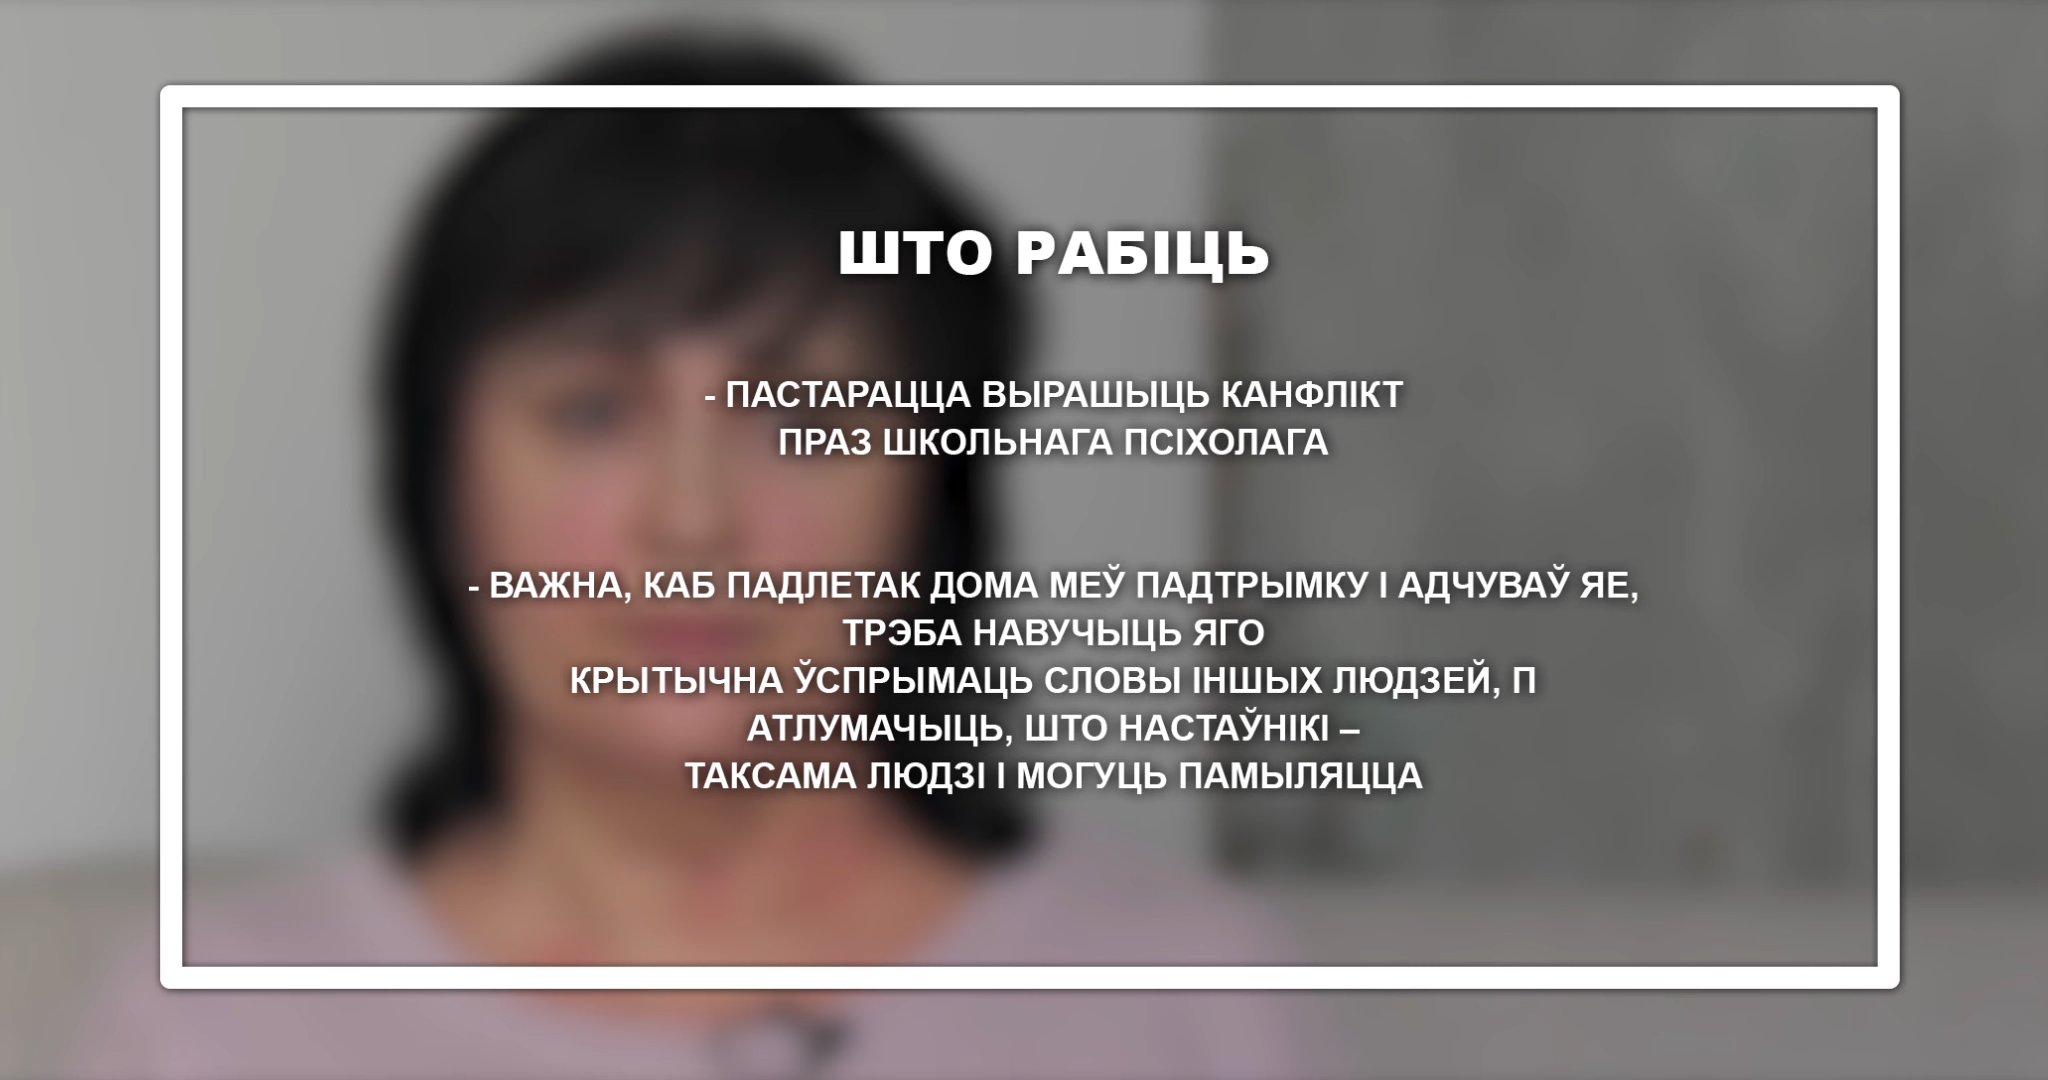 ШТО РАБІЦЬ
- ПАСТАРАЦЦА ВЫРАШЫЦЬ КАНФЛІКТ
ПРАЗ ШКОЛЬНАГА ПСІХОЛАГА
- ВАЖНА, КАБ ПАДЛЕТАК ДОМА МЕЎ ПАДТРЫМКУ І АДЧУВАЎ ЯЕ,
ТРЭБА НАВУЧЫЦЬ ЯГО
КРЫТЫЧНА ЎСПРЫМАЦЬ СЛОВЫ ІНШЫХ ЛЮДЗЕЙ, П
АТЛУМАЧЫЦЬ, ШТО НАСТАЎНІКІ –
ТАКСАМА ЛЮДЗІ І МОГУЦЬ ПАМЫЛЯЦЦА